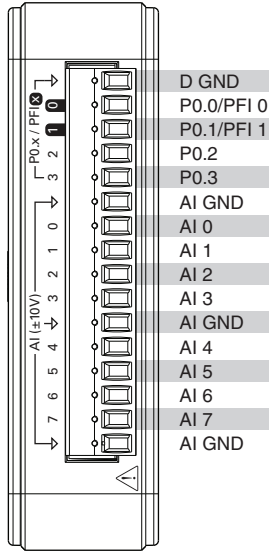 P0.x / PFI X
0
1
2
3
AI (±10V)
0
1
2
3
4
5
6
7
D GND
P0.0/PFI 0
P0.1/PFI 1
P0.2
P0.3
AI GND
AI 0
AI 1
AI 2
AI 3
AI GND
AI 4
AI 5
AI 6
AI 7
AI GND